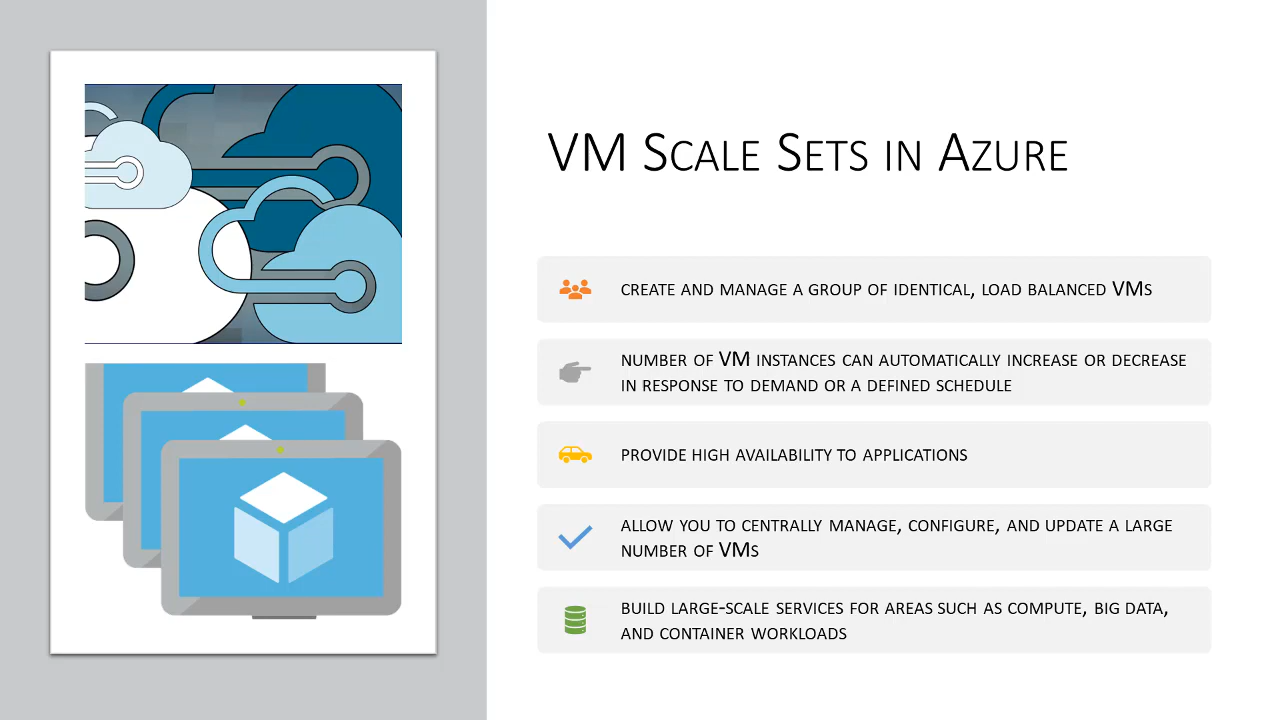 VM Scale Sets in Azure
create and manage a group of identical, load balanced VMs
number of VM instances can automatically increase or decrease
in response to demand or a defined schedule
provide high availability to applications
allow you to centrally manage, configure, and update a large
number of VMs
build large-scale services for areas such as compute, big data,
and container workloads